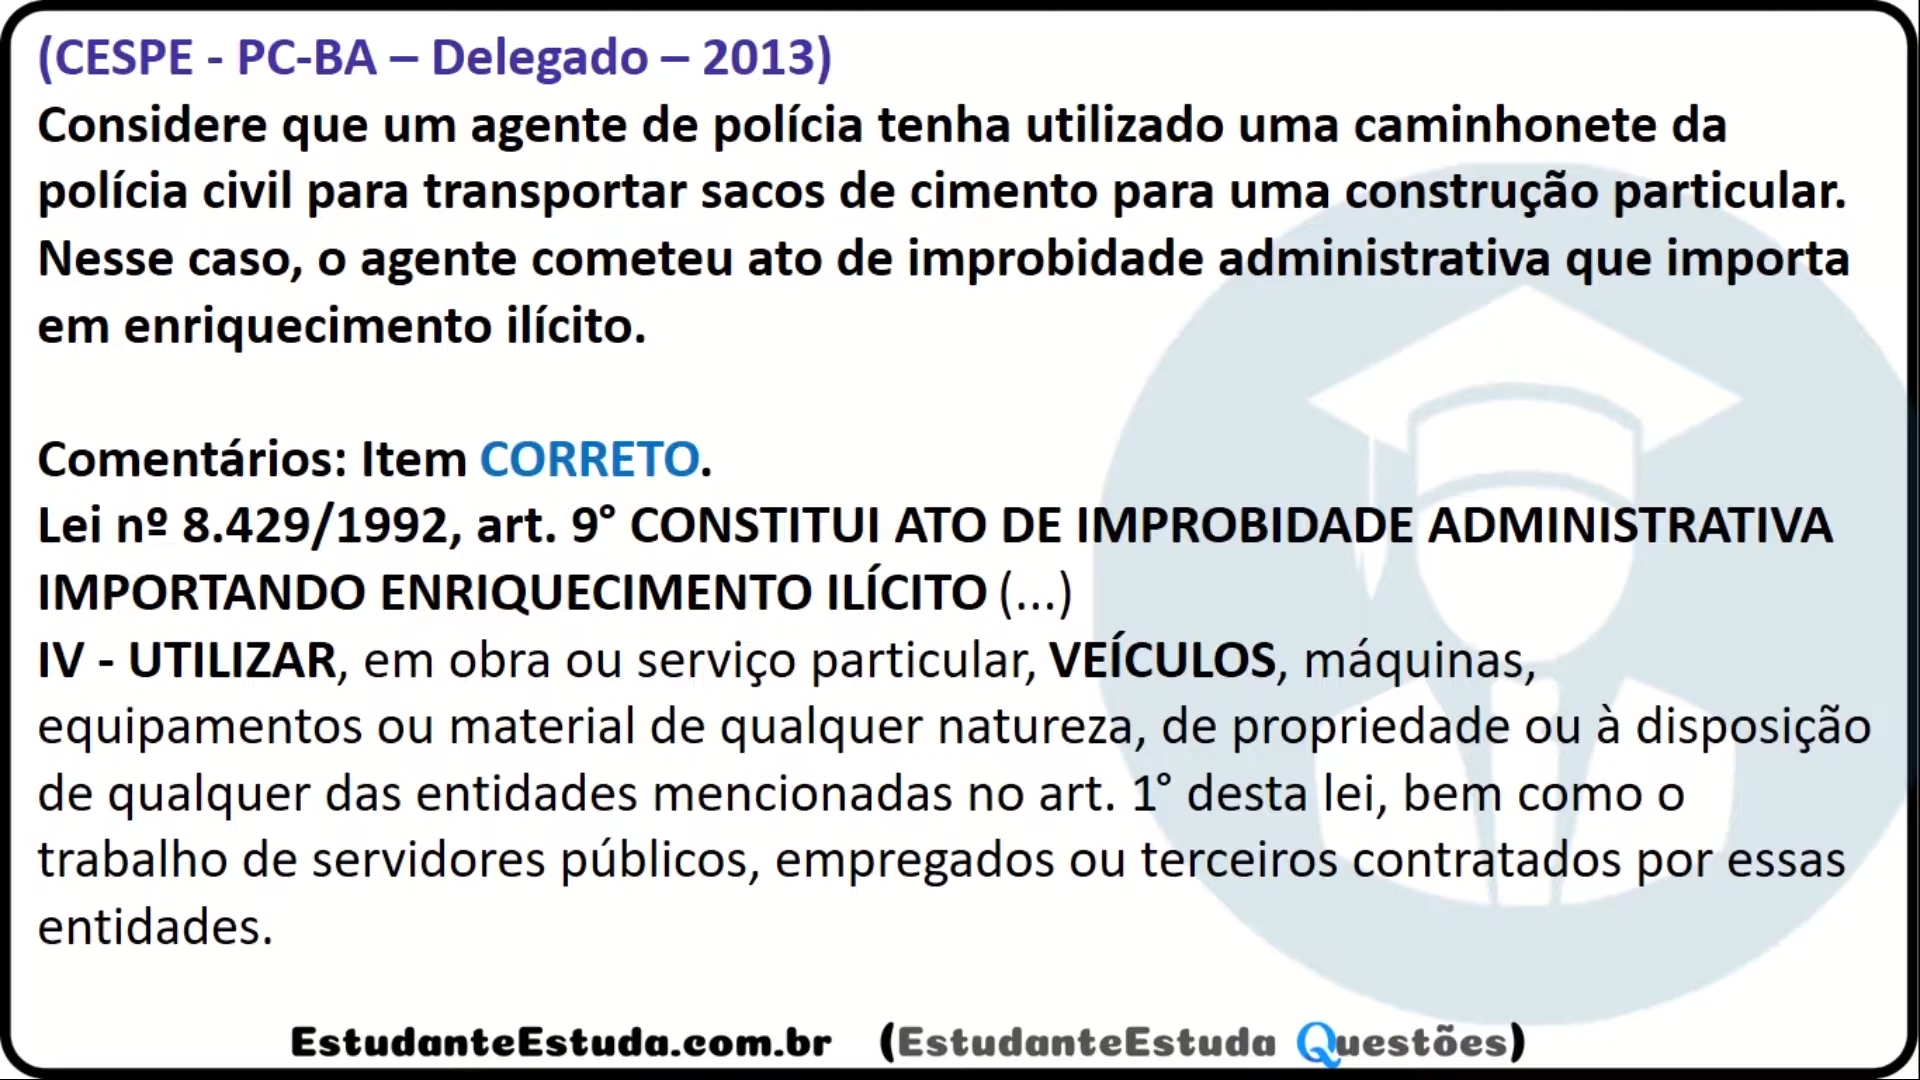 (CESPE - PC-BA – Delegado – 2013)
Considere que um agente de polícia tenha utilizado uma caminhonete da
polícia civil para transportar sacos de cimento para uma construção particular.
Nesse caso, o agente cometeu ato de improbidade administrativa que importa
em enriquecimento ilícito.
Comentários: Item CORRETO.
Lei nº 8.429/1992, art. 9° CONSTITUI ATO DE IMPROBIDADE ADMINISTRATIVA
IMPORTANDO ENRIQUECIMENTO ILÍCITO (...)
IV - UTILIZAR, em obra ou serviço particular, VEÍCULOS, máquinas,
equipamentos ou material de qualquer natureza, de propriedade ou à disposição
de qualquer das entidades mencionadas no art. 1° desta lei, bem como o
trabalho de servidores públicos, empregados ou terceiros contratados por essas
entidades.
EstudanteEstuda.com.br (EstudanteEstuda Questões)